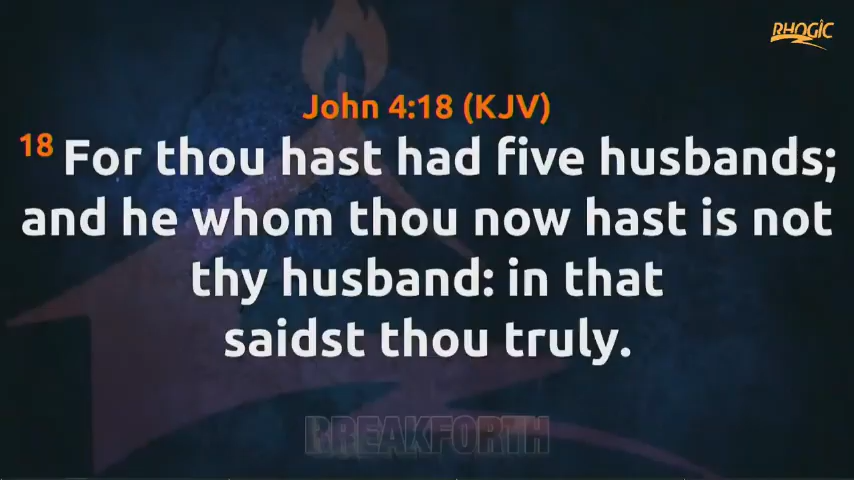 RHOGIC
John 4:18 (KJV)
18 For thou hast had five husbands;
and he whom thou now hast is not
thy husband: in that
saidst thou truly.
BREAKFORTH